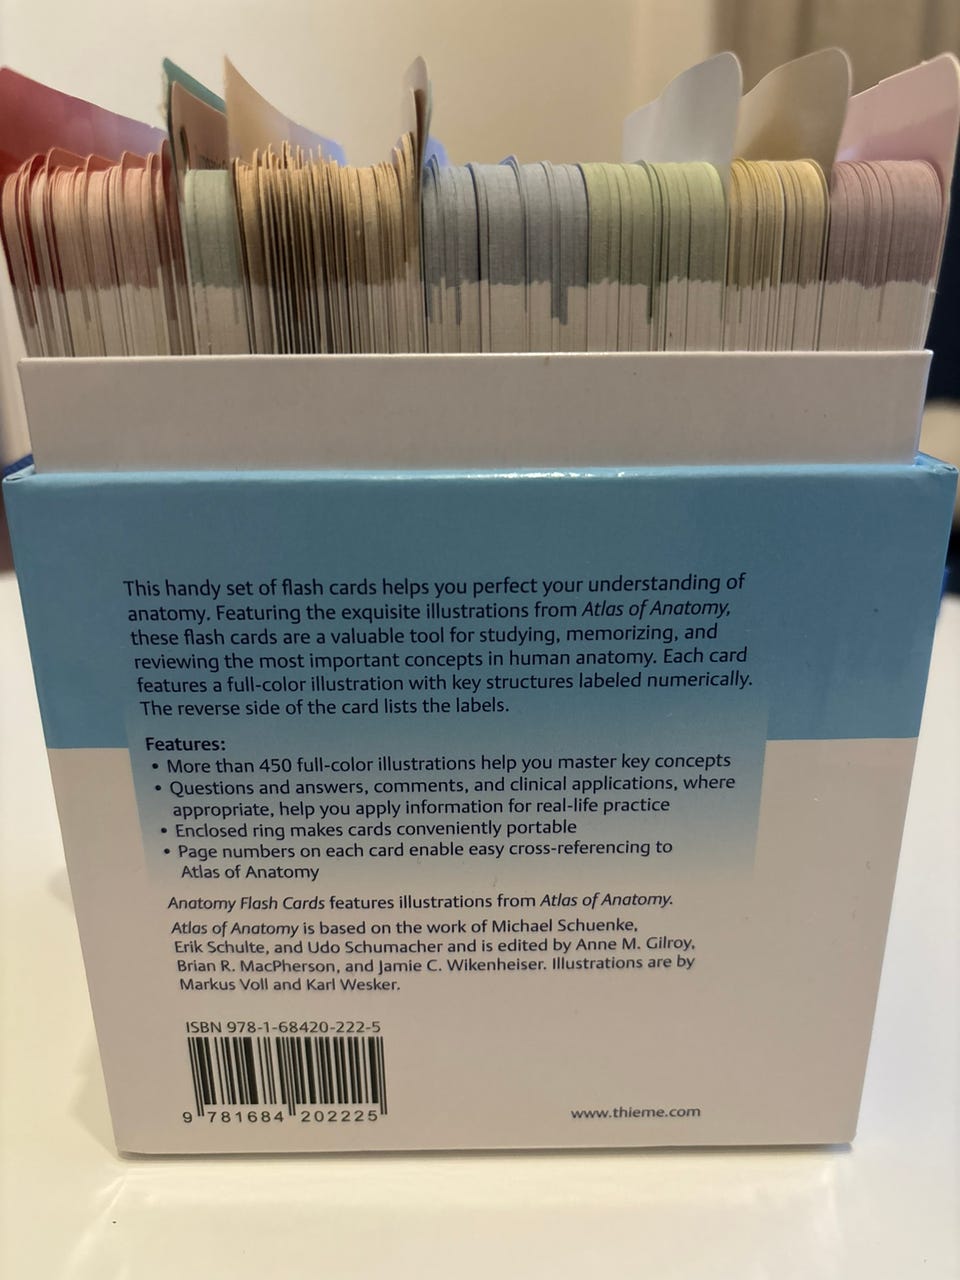 This handy set of flash cards helps you perfect your understanding of
anatomy. Featuring the exquisite illustrations from Atlas of Anatomy,
these flash cards are a valuable tool for studying, memorizing, and
reviewing the most important concepts in human anatomy. Each card
features a full-color illustration with key structures labeled numerically.
The reverse side of the card lists the labels.
Features:
• More than 450 full-color illustrations help you master key concepts
• Questions and answers, comments, and clinical applications, where
appropriate, help you apply information for real-life practice
• Enclosed ring makes cards conveniently portable
• Page numbers on each card enable easy cross-referencing to
Atlas of Anatomy
Anatomy Flash Cards features illustrations from Atlas of Anatomy.
Atlas of Anatomy is based on the work of Michael Schuenke,
Erik Schulte, and Udo Schumacher and is edited by Anne M. Gilroy,
Brian R. MacPherson, and Jamie C. Wikenheiser. Illustrations are by
Markus Voll and Karl Wesker.
ISBN 978-1-68420-222-5
9 781684 202225
www.thieme.com